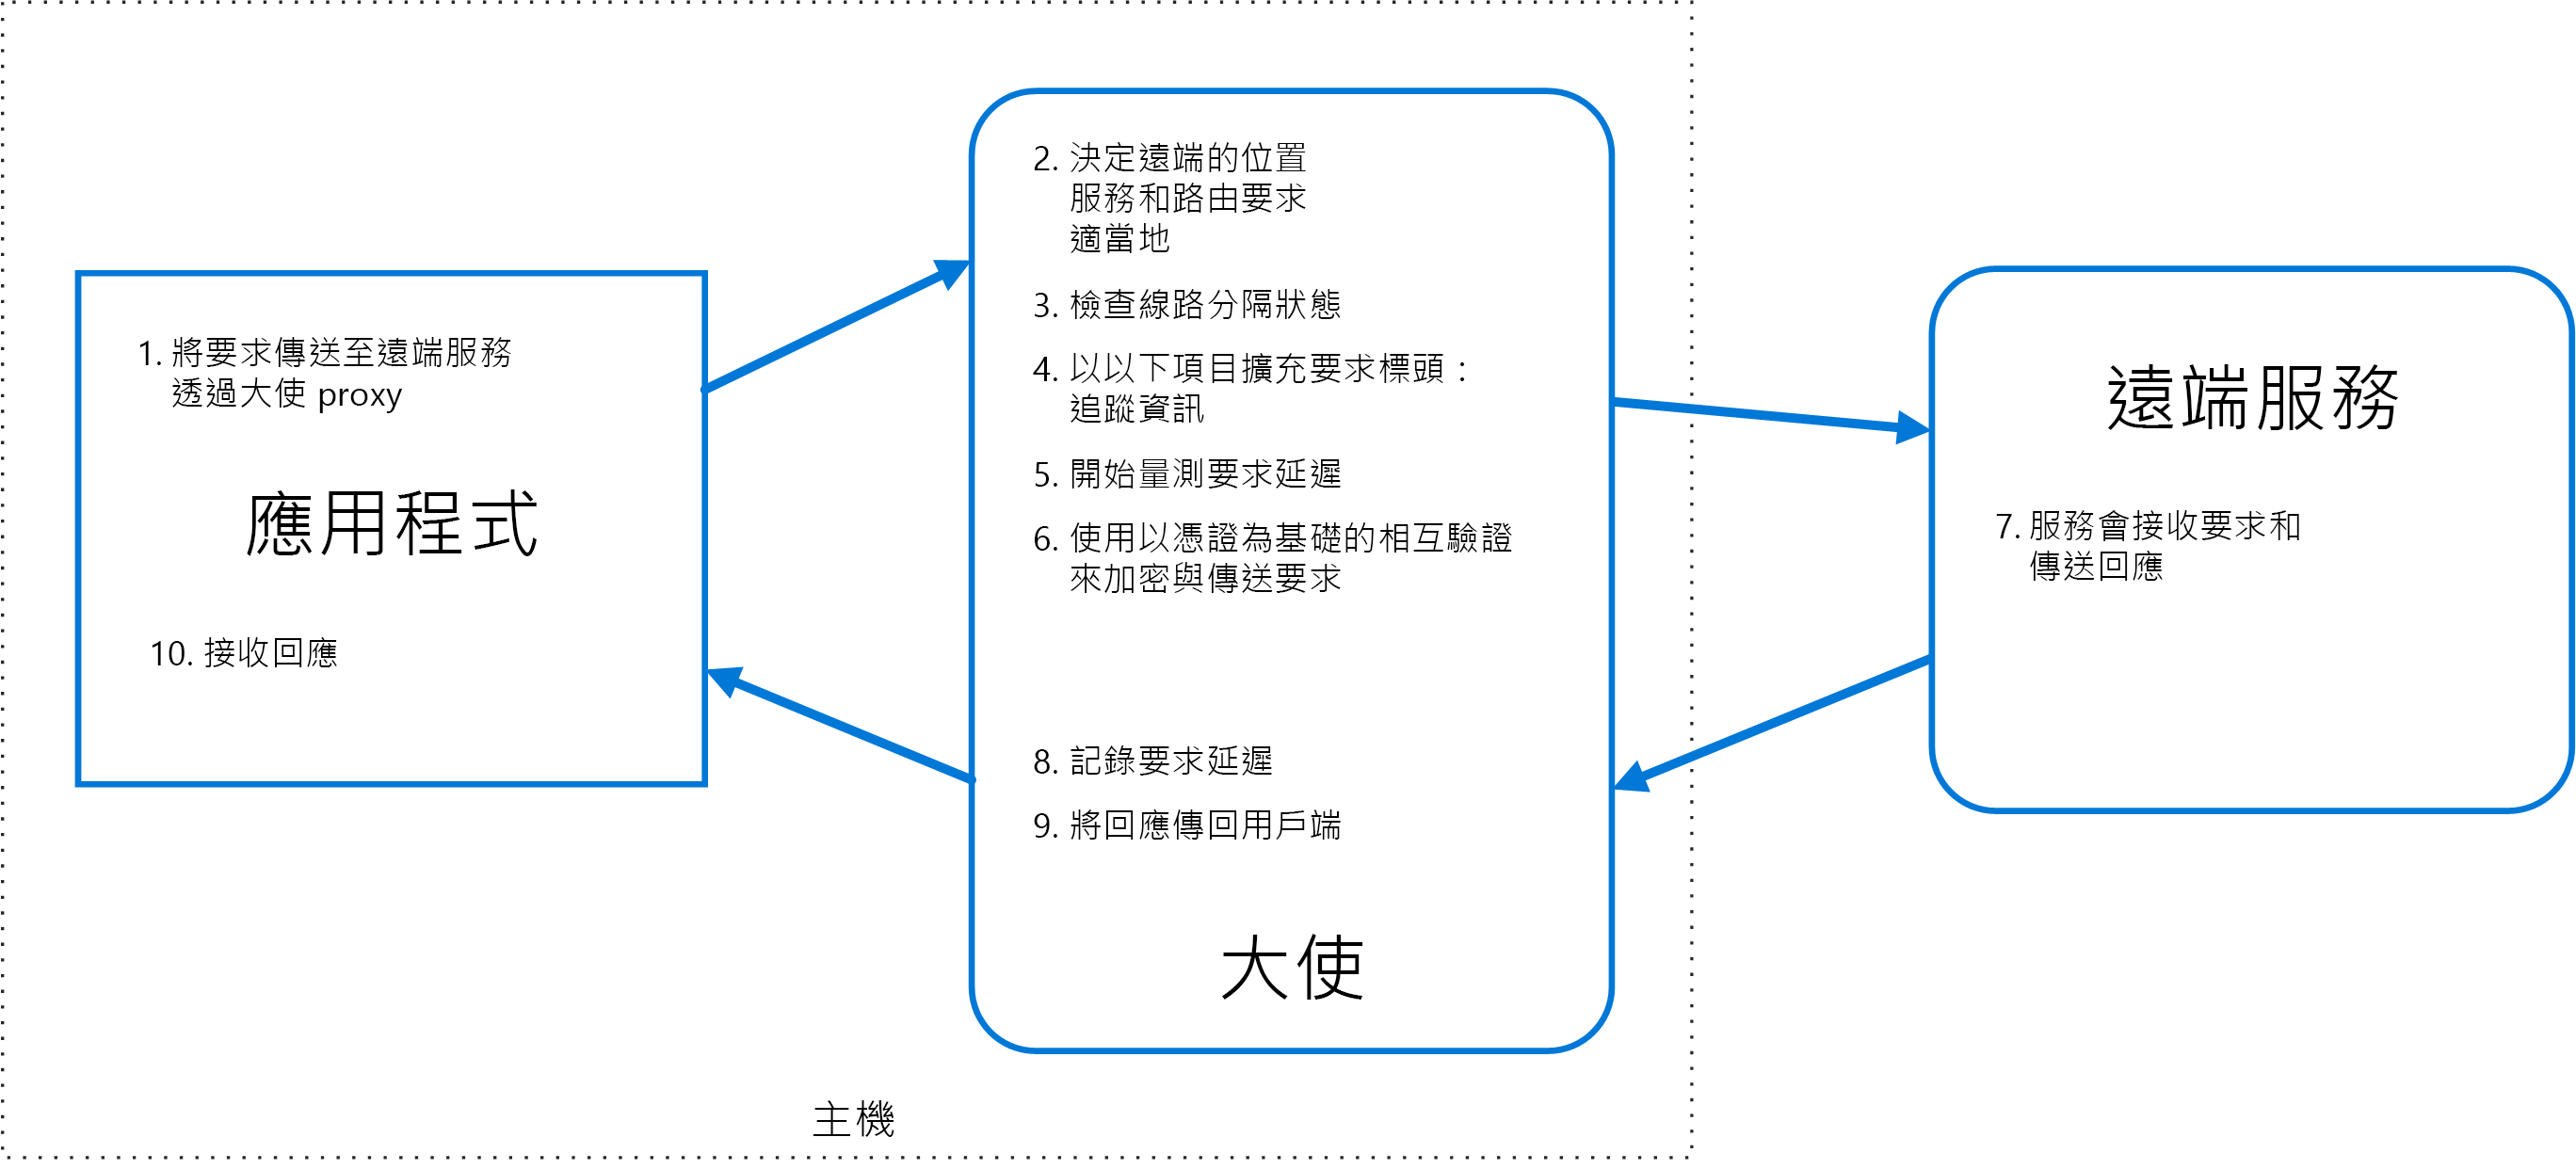 1. 將要求傳送至遠端服務
透過大使 proxy
應用程式
10. 接收回應
2. 決定遠端的位置
服務和路由要求
適當地
3. 檢查線路分隔狀態
4. 以以下項目擴充要求標頭：
追蹤資訊
5. 開始量測要求延遲
6. 使用以憑證為基礎的相互驗證
來加密與傳送要求
8. 記錄要求延遲
9. 將回應傳回用戶端
大使
遠端服務
7. 服務會接收要求和
傳送回應
主機